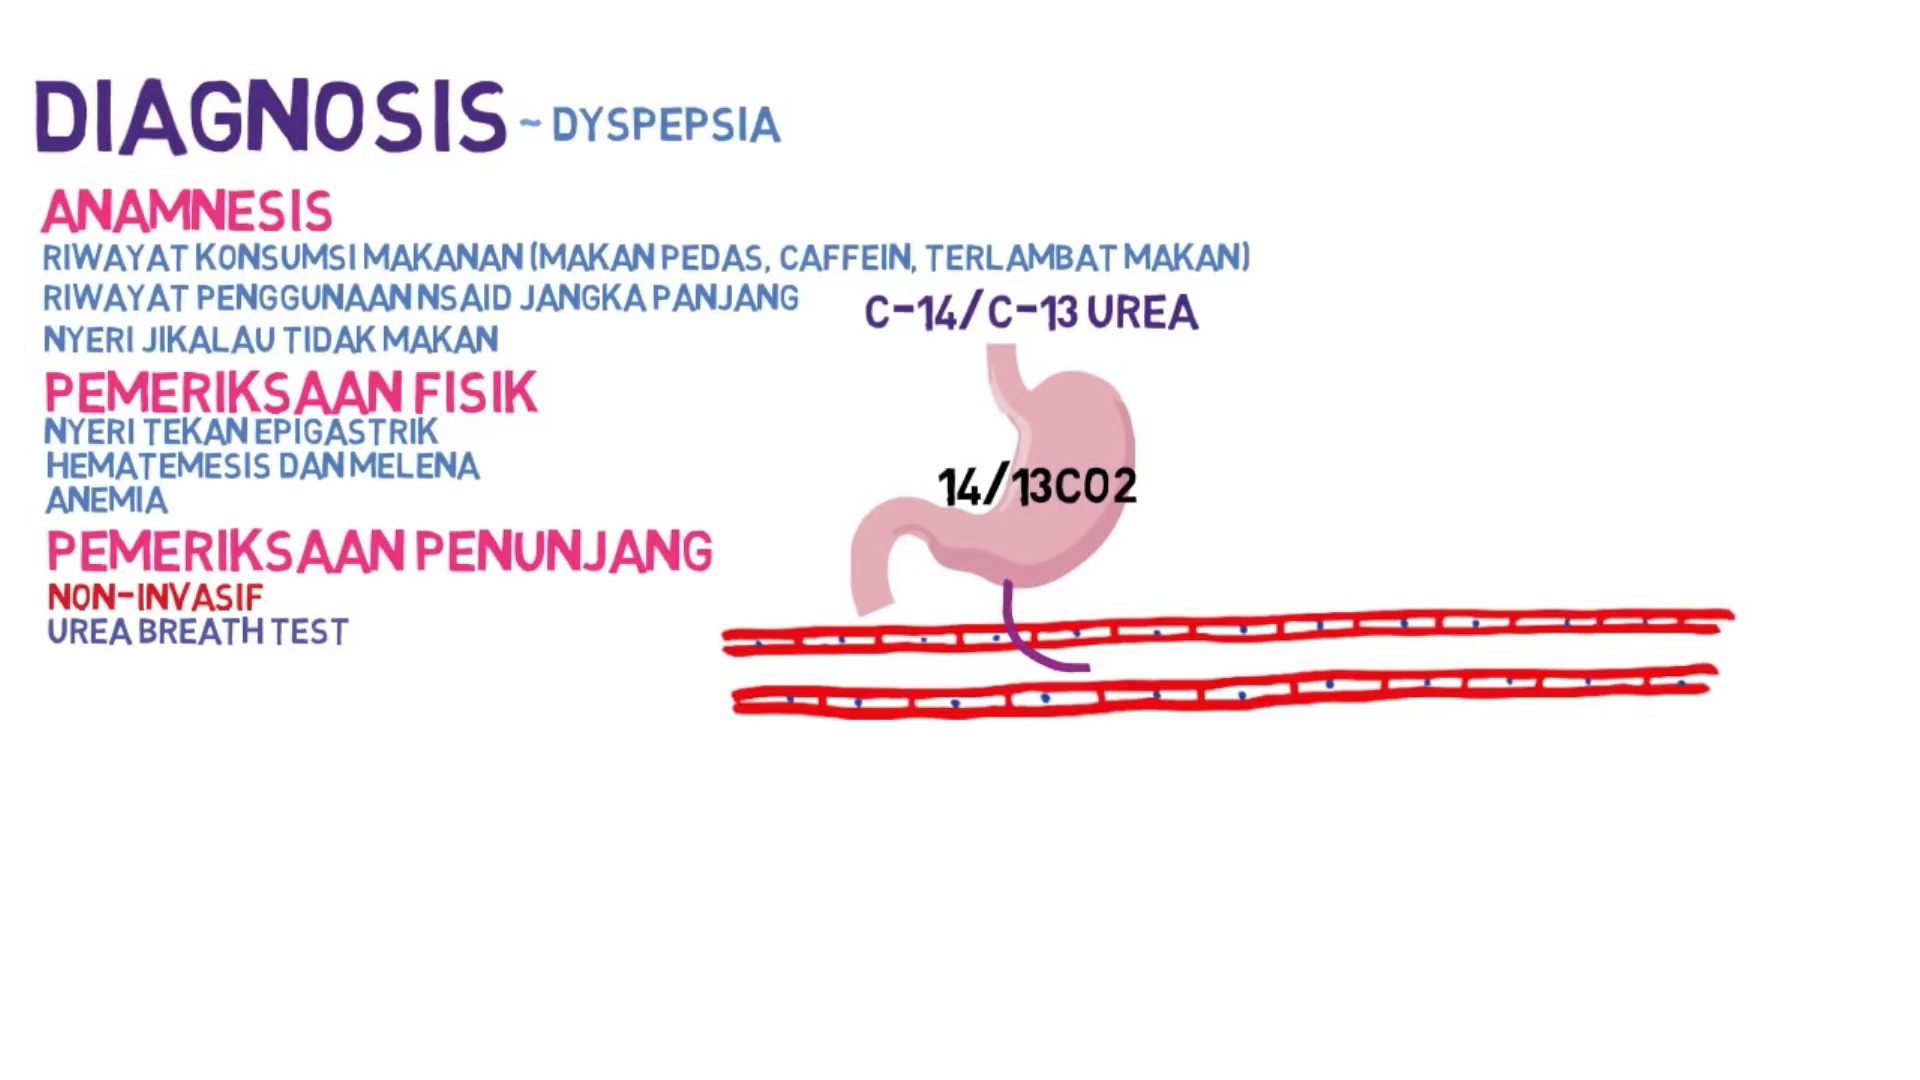 DIAGNOSIS ~ DYSPEPSIA
ANAMNESIS
RIWAYAT KONSUMSI MAKANAN (MAKAN PEDAS, CAFFEIN, TERLAMBAT MAKAN)
RIWAYAT PENGGUNAAN NSAID JANGKA PANJANG
NYERI JIKALAU TIDAK MAKAN
PEMERIKSAAN FISIK
NYERI TEKAN EPIGASTRIK
HEMATEMESIS DAN MELENA
ANEMIA
PEMERIKSAAN PENUNJANG
NON-INVASIF
UREA BREATH TEST
C-14/C-13 UREA
14/13CO2